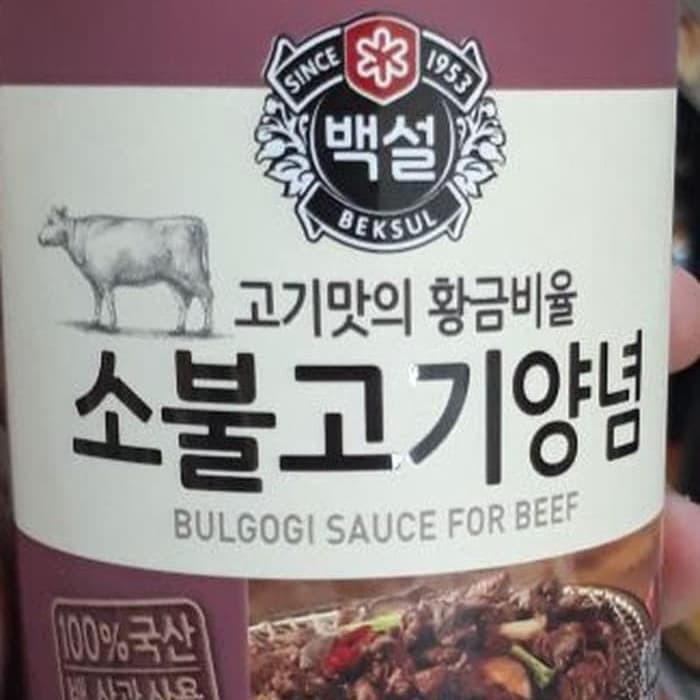 SINCE 1953
백설
BEKSUL
고기맛의 황금비율
소불고기양념
BULGOGI SAUCE FOR BEEF
100%국산